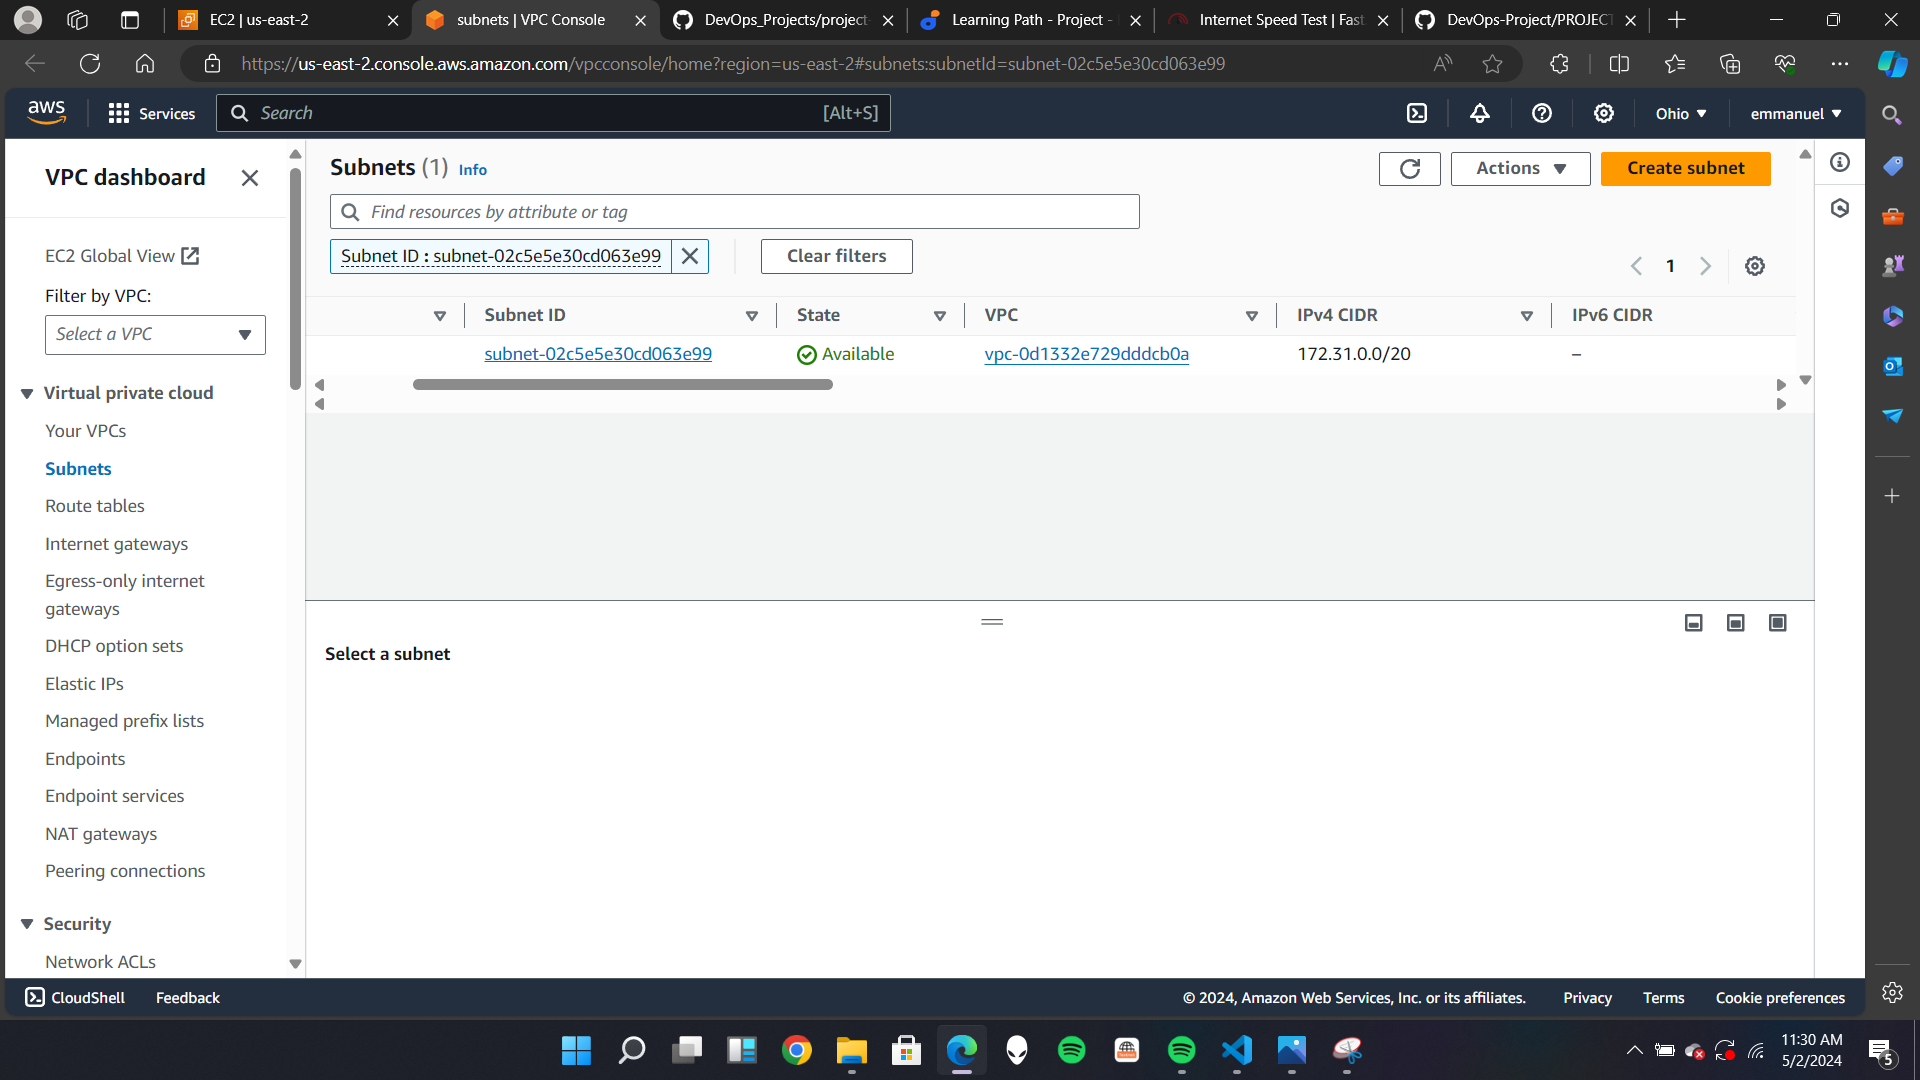 EC2 | us-east-2
subnets | VPC Console
DevOps_Projects/project-
Learning Path - Project -
Internet Speed Test | Fast
DevOps-Project/PROJECT
https://us-east-2.console.aws.amazon.com/vpcconsole/home?region=us-east-2#subnets:subnetId=subnet-02c5e5e30cd063e99
aws
Services
Search
[Alt+S]
Ohio
emmanuel
VPC dashboard
EC2 Global View
Filter by VPC:
Select a VPC
Virtual private cloud
Your VPCs
Subnets
Route tables
Internet gateways
Egress-only internet
gateways
DHCP option sets
Elastic IPs
Managed prefix lists
Endpoints
Endpoint services
NAT gateways
Peering connections
Security
Network ACLs
Subnets (1) Info
Actions
Create subnet
Find resources by attribute or tag
Subnet ID : subnet-02c5e5e30cd063e99
Clear filters
1
Subnet ID State VPC IPv4 CIDR IPv6 CIDR
subnet-02c5e5e30cd063e99 Available vpc-0d1332e729dddcb0a 172.31.0.0/20 –
Select a subnet
CloudShell Feedback © 2024, Amazon Web Services, Inc. or its affiliates. Privacy Terms Cookie preferences
11:30 AM
5/2/2024
5